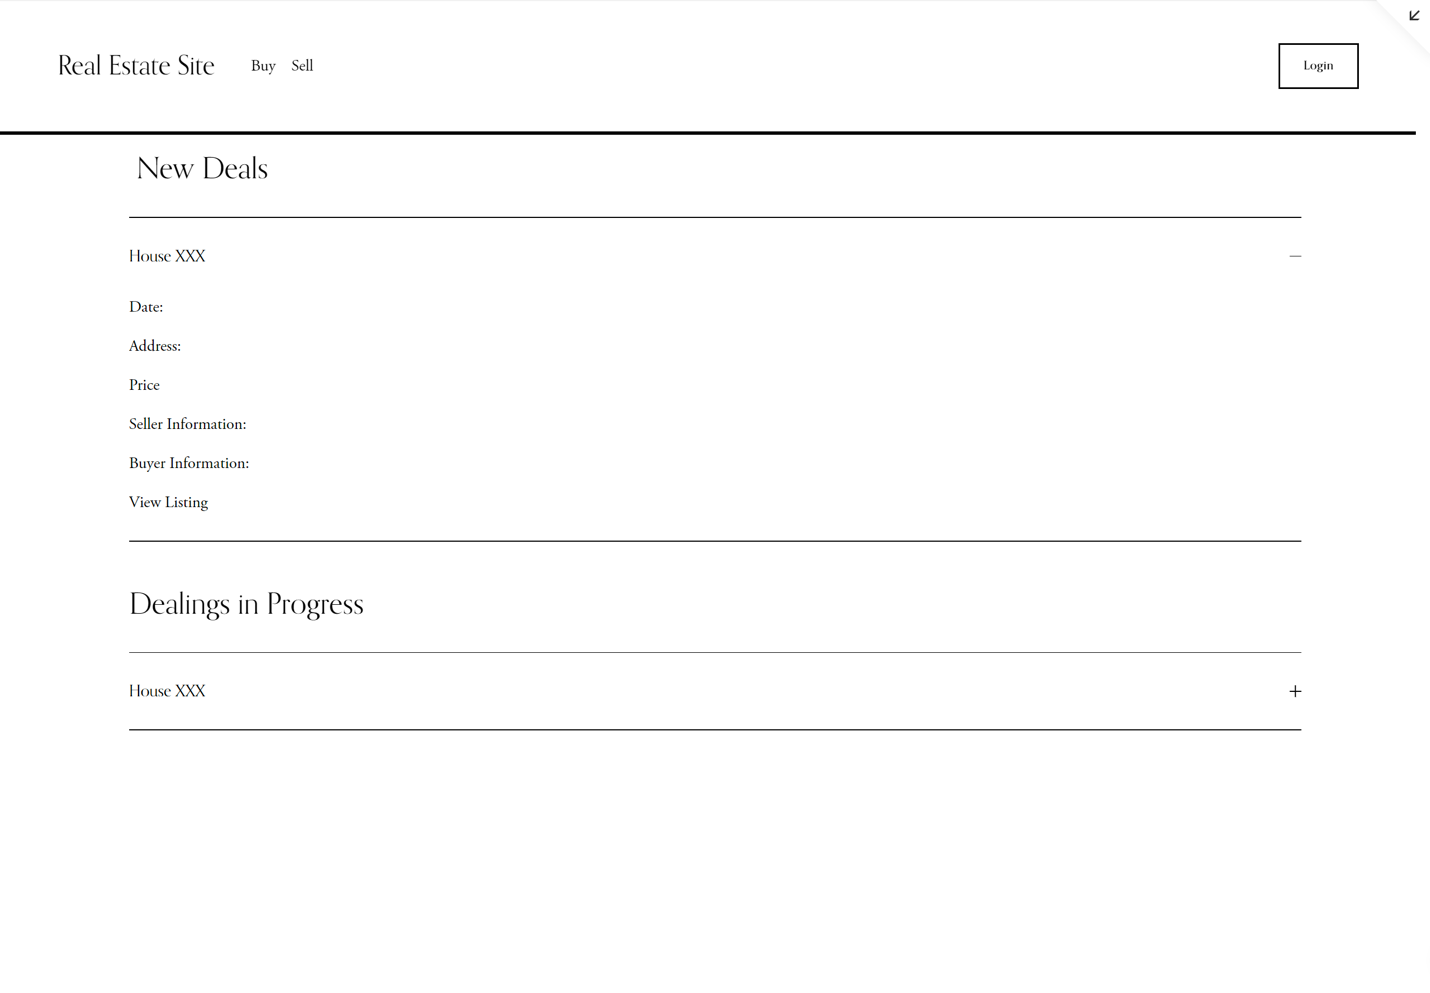 Real Estate Site Buy Sell Login
New Deals
House XXX
Date:
Address:
Price
Seller Information:
Buyer Information:
View Listing
Dealings in Progress
House XXX